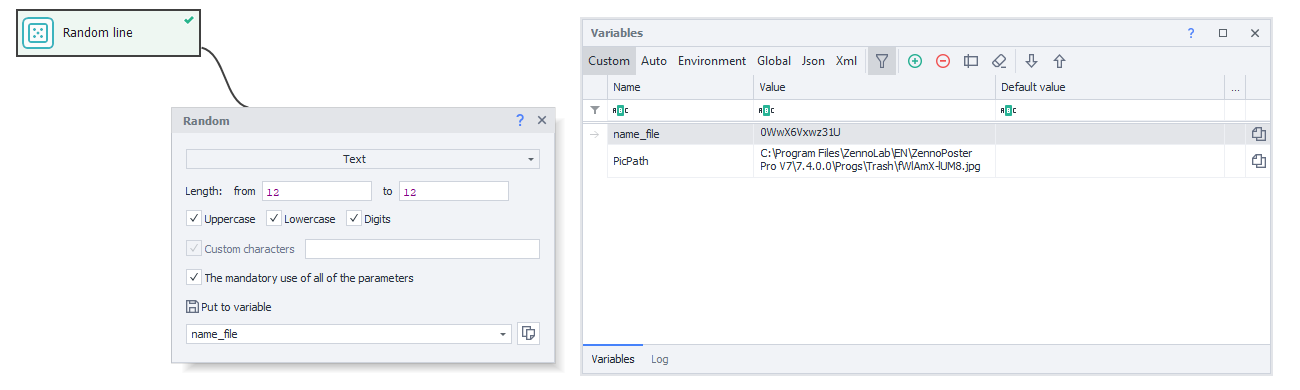 Random line
Random
?
Text
Length: from 12 to 12
Uppercase Lowercase Digits
Custom characters
The mandatory use of all of the parameters
Put to variable
name_file
Variables
?
Custom Auto Environment Global Json Xml
Name Value Default value ...
ABC ABC ABC
name_file 0WwX6Vxwz31U
PicPath C:\Program Files\ZennoLab\EN\ZennoPoster
Pro V7\7.4.0.0\Progs\Trash\fWlAmX-lUM8.jpg
Variables Log